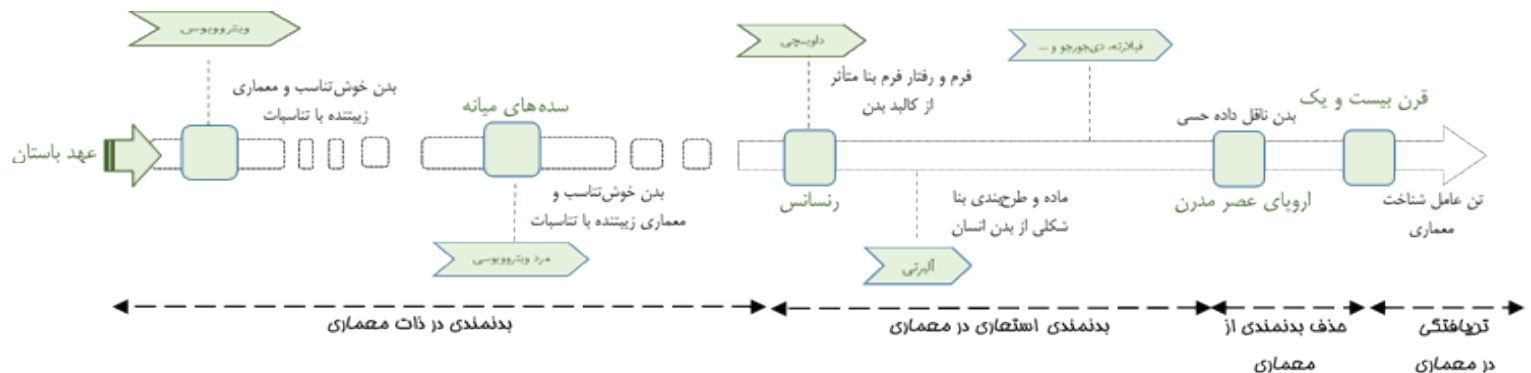 ویتروویوس
بدن خوش‌تناسب و معماری
زیبنده با تناسبات
عهد باستان
سده‌های میانه
بدن خوش‌تناسب و
معماری زیبنده با تناسبات
مرد ویتروویوسی
داوینچی
فرم و رفتار فرم بنا متأثر
از کالبد بدن
رنسانس
فیلارته، دی‌جورجو و ...
ماده و طرح‌بندی بنا
شکلی از بدن انسان
آلبرتی
بدن ناقل داده حسی
اروپای عصر مدرن
قرن بیست و یک
تن عامل شناخت
معماری
بدنمندی در ذات معماری
بدنمندی استعاری در معماری
حذف بدنمندی از
معماری
تن‌یافتگی
در معماری